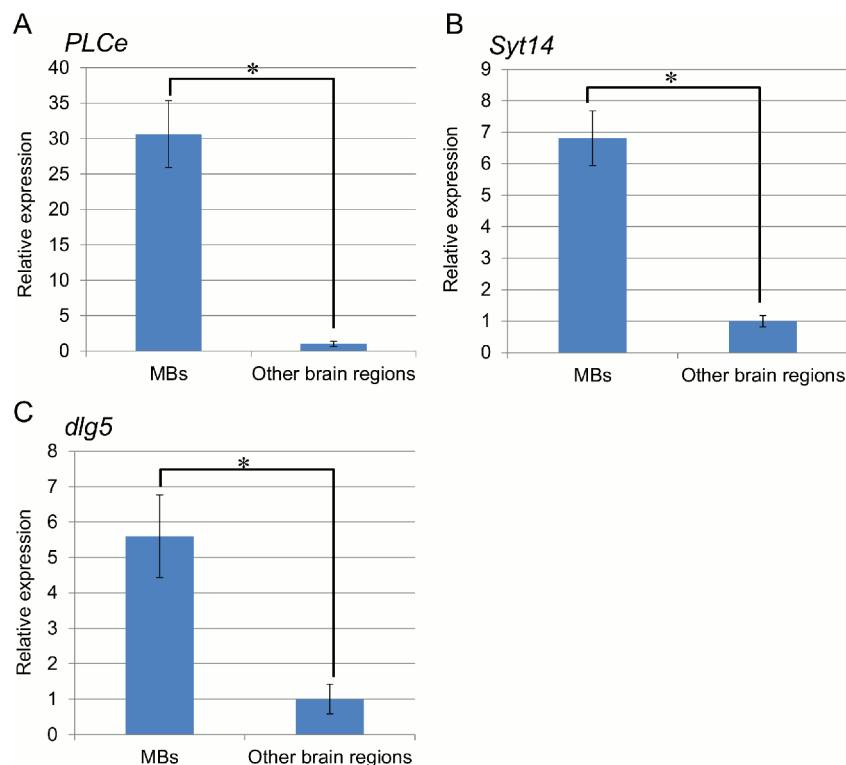 A
PLCe
*
40
35
30
25
20
15
10
5
0
Relative expression
MBs Other brain regions
B
Syt14
*
9
8
7
6
5
4
3
2
1
0
Relative expression
MBs Other brain regions
C
dlg5
*
8
7
6
5
4
3
2
1
0
Relative expression
MBs Other brain regions